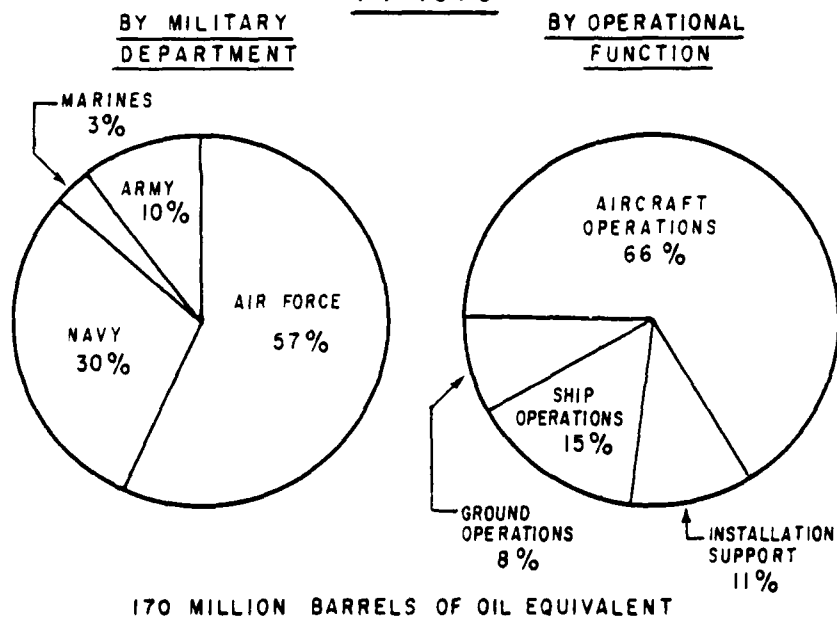 BY MILITARY
DEPARTMENT
MARINES
3%
ARMY
10%
AIR FORCE
57%
NAVY
30%
BY OPERATIONAL
FUNCTION
AIRCRAFT
OPERATIONS
66%
SHIP
OPERATIONS
15%
GROUND
OPERATIONS
8%
INSTALLATION
SUPPORT
11%
170 MILLION BARRELS OF OIL EQUIVALENT